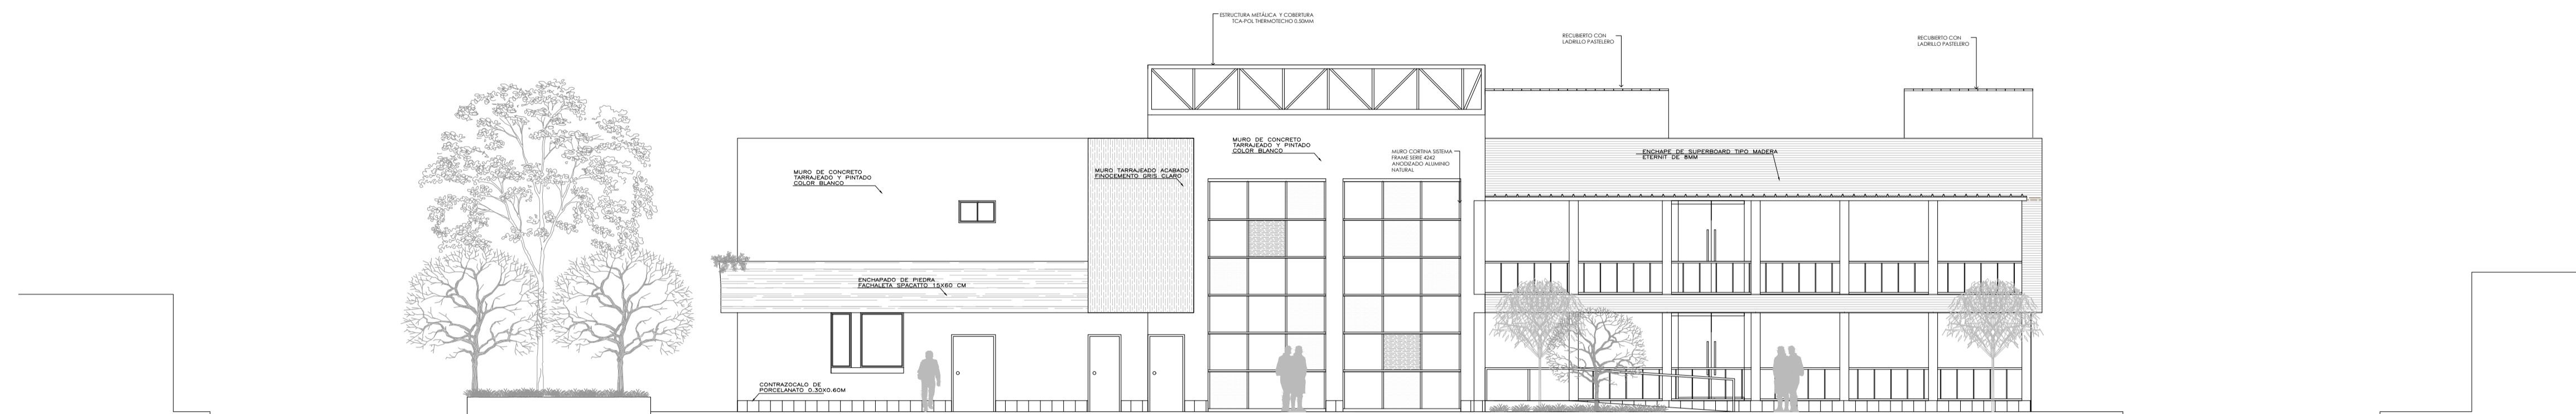 ESTRUCTURA METÁLICA Y COBERTURA
TCA-POL THERMOTECHO 0.50MM
RECUBIERTO CON
LADRILLO PASTELERO
RECUBIERTO CON
LADRILLO PASTELERO
MURO DE CONCRETO
TARRAJEADO Y PINTADO
COLOR BLANCO
MURO TARRAJEADO ACABADO
FINOCEMENTO GRIS CLARO
MURO DE CONCRETO
TARRAJEADO Y PINTADO
COLOR BLANCO
MURO CORTINA SISTEMA
FRAME SERIE 4242
ANODIZADO ALUMINIO
NATURAL
ENCHAPE DE SUPERBOARD TIPO MADERA
ETERNIT DE 8MM
ENCHAPADO DE PIEDRA
FACHALETA SPACATTO 15X60 CM
CONTRAZOCALO DE
PORCELANATO 0.30X0.60M